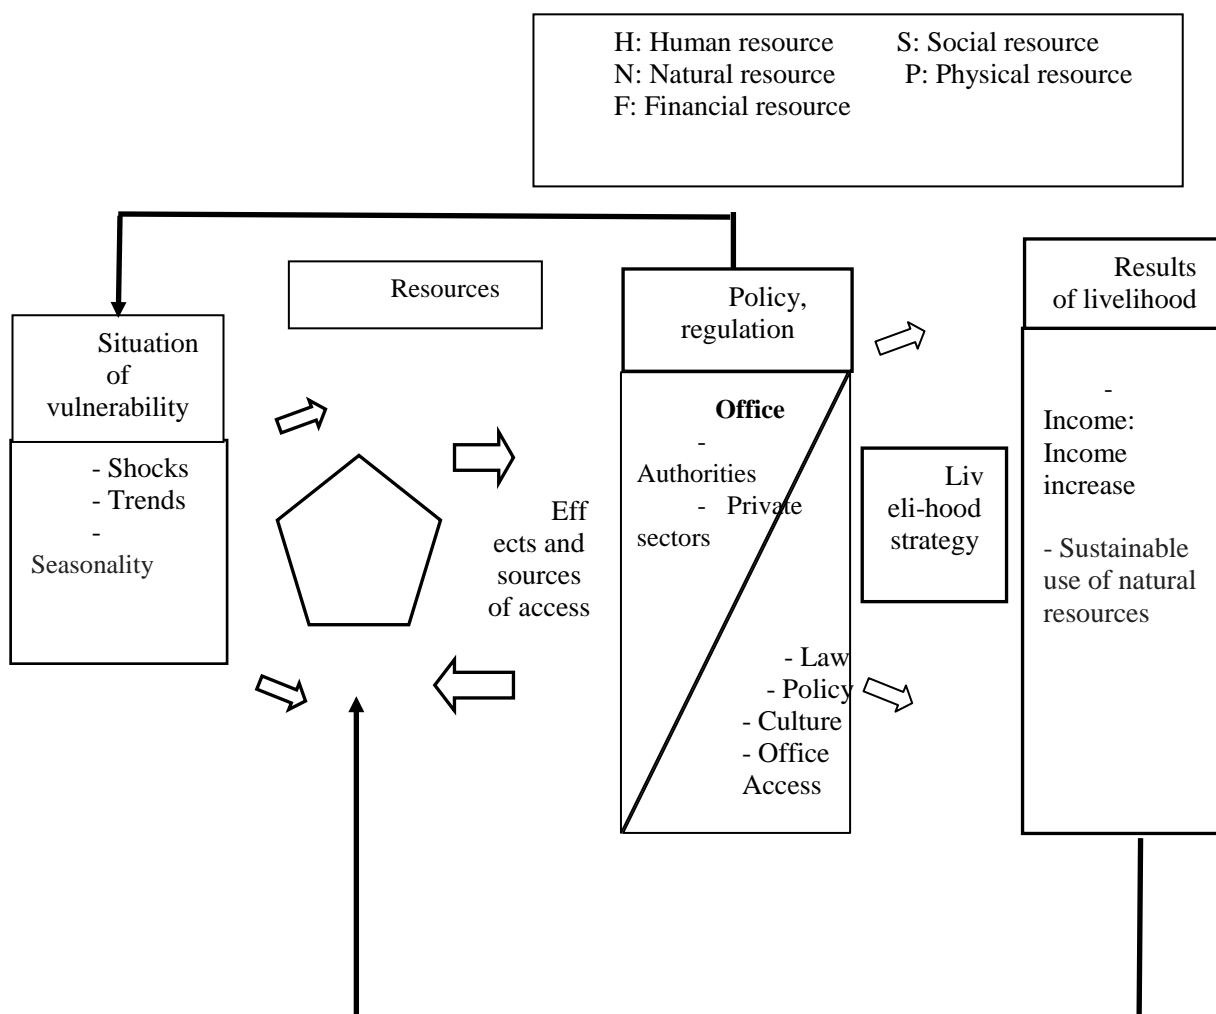 H: Human resource S: Social resource
N: Natural resource P: Physical resource
F: Financial resource
Resources
Situation
of
vulnerability
- Shocks
- Trends
-
Seasonality
Eff
ects and
sources
of access
Policy,
regulation
Office
-
Authorities
- Private
sectors
- Law
- Policy
- Culture
- Office
Access
Liv
eli-hood
strategy
Results
of livelihood
-
Income:
Income
increase
- Sustainable
use of natural
resources